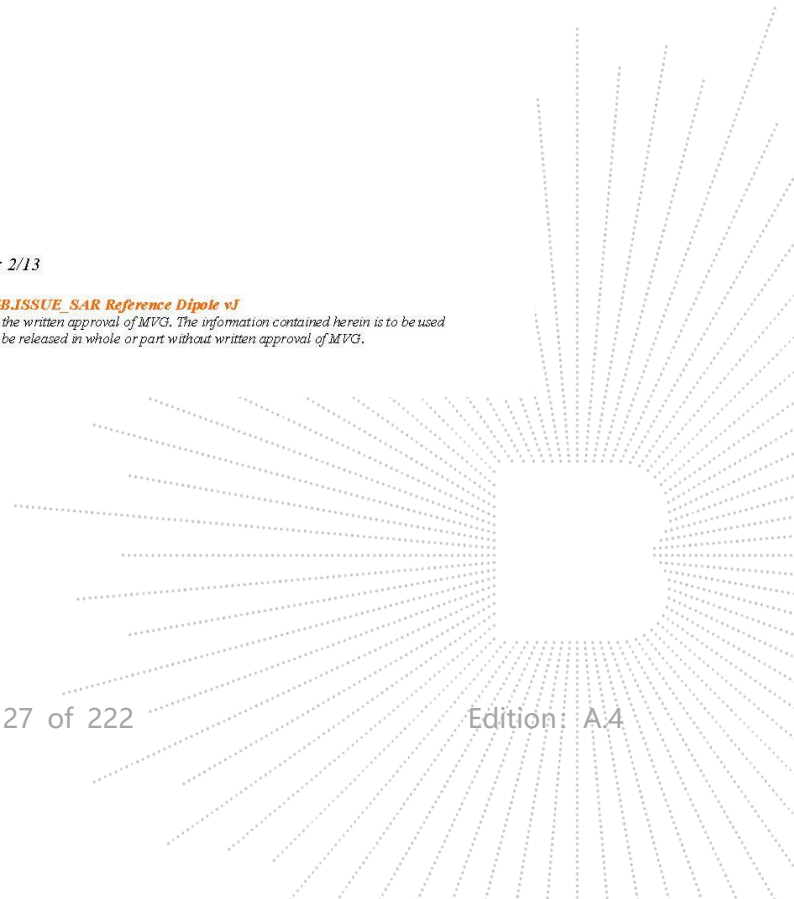 : 2/13
B.ISSUE_SAR Reference Dipole vJ
the written approval of MVG. The information contained herein is to be used
be released in whole or part without written approval of MVG.
27 of 222
Edition: A.4